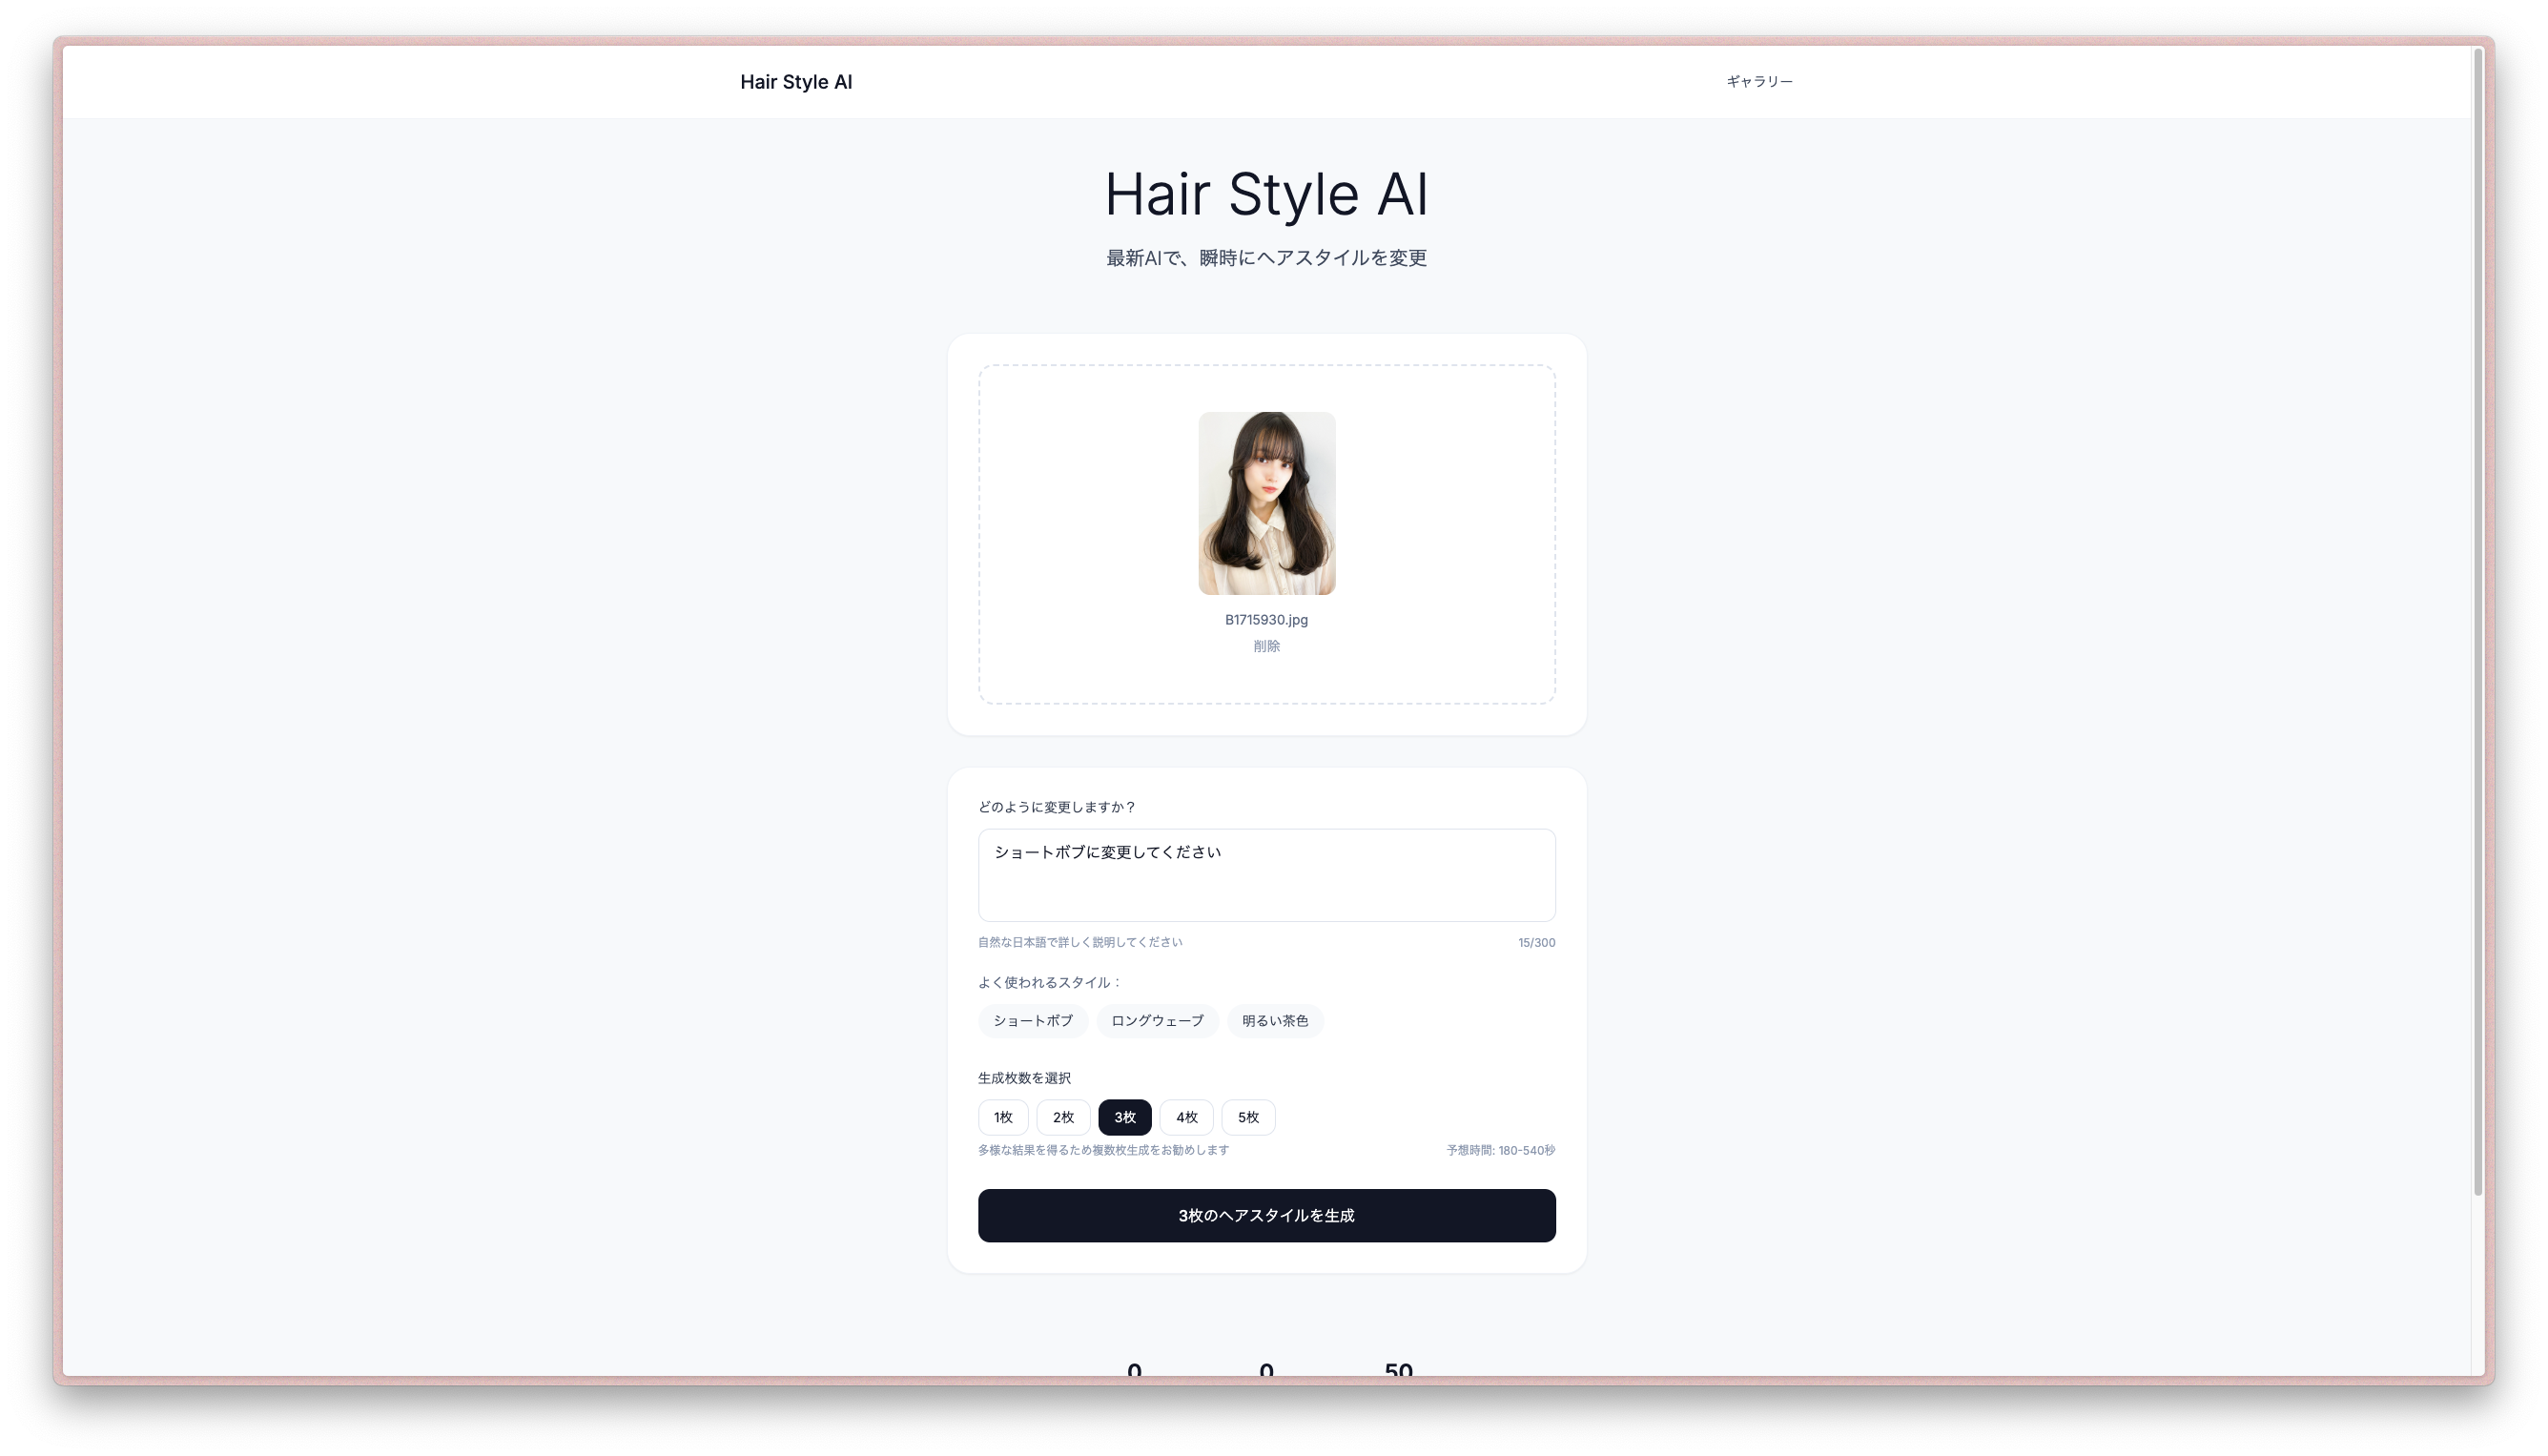 Hair Style AI
ギャラリー
Hair Style AI
最新AIで、瞬時にヘアスタイルを変更
B1715930.jpg
削除
どのように変更しますか？
ショートボブに変更してください
自然な日本語で詳しく説明してください
15/300
よく使われるスタイル：
ショートボブ
ロングウェーブ
明るい茶色
生成枚数を選択
1枚
2枚
3枚
4枚
5枚
多様な結果を得るため複数枚生成をお勧めします
予想時間: 180-540秒
3枚のヘアスタイルを生成
0
0
50